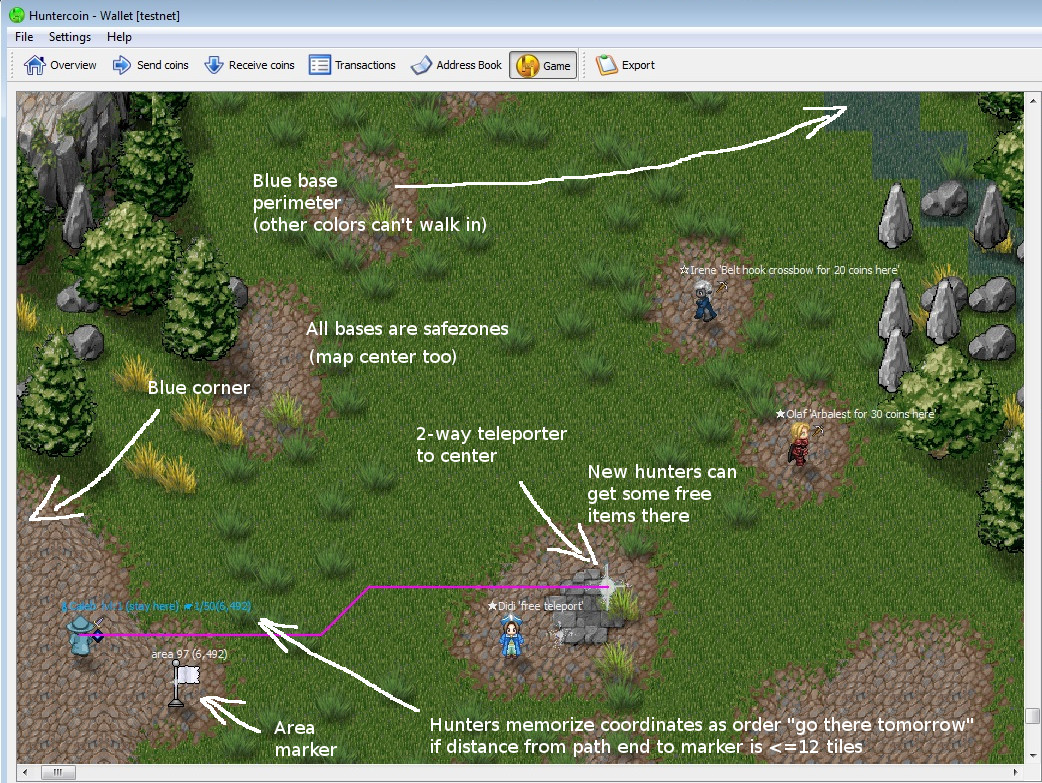 Huntercoin - Wallet [testnet]
File Settings Help
Overview Send coins Receive coins Transactions Address Book Game Export
Blue base
perimeter
(other colors can't walk in)
☆Irene 'Belt hook crossbow for 20 coins here'
All bases are safezones
(map center too)
Blue corner
★Olaf 'Arbalest for 30 coins here'
2-way teleporter
to center
New hunters can
get some free
items there
(stay here) 1/50(6,492)
★Didi 'free teleport'
area 97 (6,492)
Area
marker
Hunters memorize coordinates as order "go there tomorrow"
if distance from path end to marker is <=12 tiles